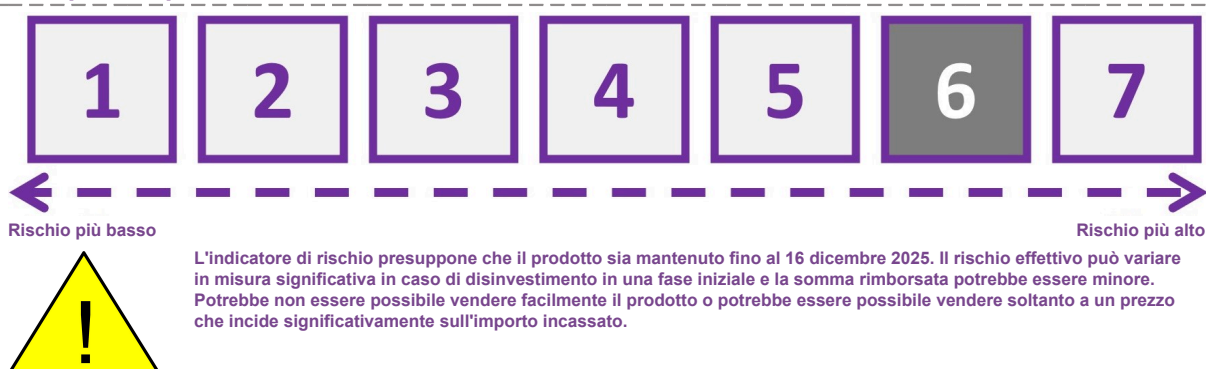 1 2 3 4 5 6 7
Rischio più basso Rischio più alto
L'indicatore di rischio presuppone che il prodotto sia mantenuto fino al 16 dicembre 2025. Il rischio effettivo può variare
in misura significativa in caso di disinvestimento in una fase iniziale e la somma rimborsata potrebbe essere minore.
Potrebbe non essere possibile vendere facilmente il prodotto o potrebbe essere possibile vendere soltanto a un prezzo
che incide significativamente sull'importo incassato.
!